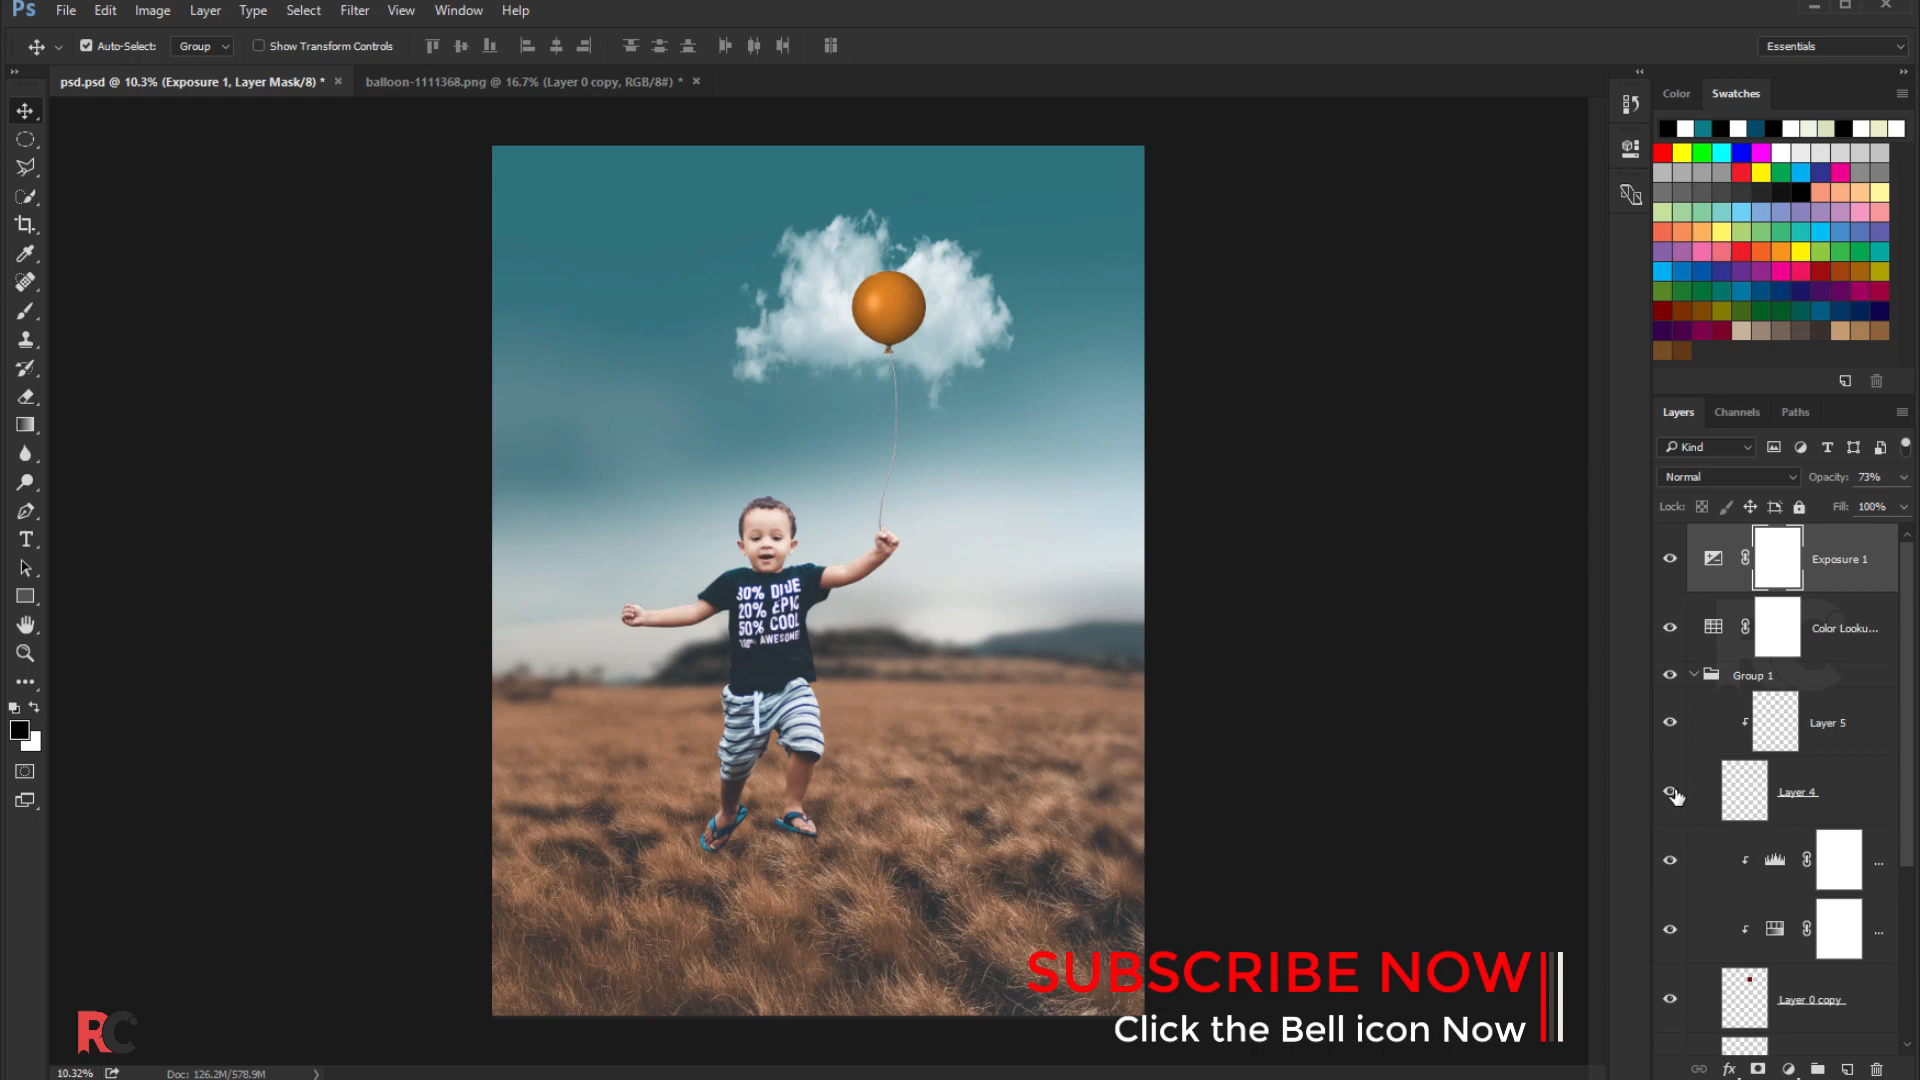 Ps File Edit Image Layer Type Select Filter View Window Help
Auto-Select: Group Show Transform Controls Essentials
psd.psd @ 10.3% (Exposure 1, Layer Mask/8) * balloon-1111368.png @ 16.7% (Layer 0 copy, RGB/8#) *
Color Swatches
Layers Channels Paths
Kind
Normal Opacity: 73%
Lock: Fill: 100%
Exposure 1
Color Looku...
Group 1
Layer 5
Layer 4
...
...
Layer 0 copy
30% DUDE
20% EPIC
50% COOL
100% AWESOME!
SUBSCRIBE NOW
Click the Bell icon Now
RC
RC
10.32% Doc: 126.2M/578.9M